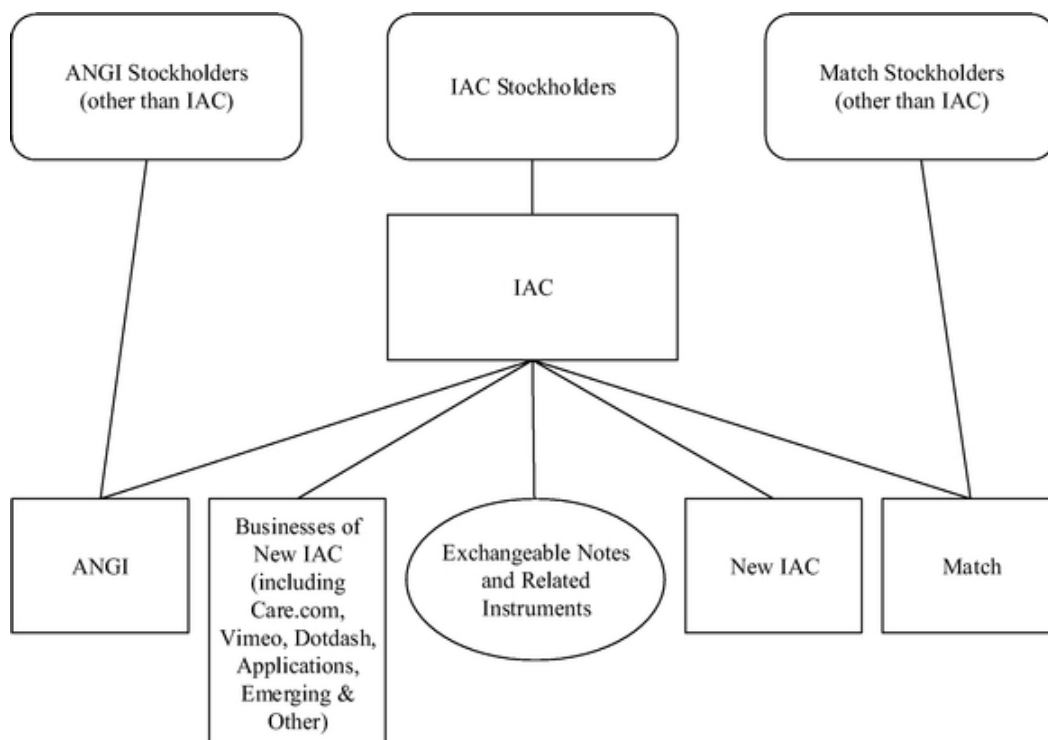 ANGI Stockholders
(other than IAC)
IAC Stockholders
Match Stockholders
(other than IAC)
IAC
ANGI
Businesses of
New IAC
(including
Care.com,
Vimeo, Dotdash,
Applications,
Emerging &
Other)
Exchangeable Notes
and Related
Instruments
New IAC
Match